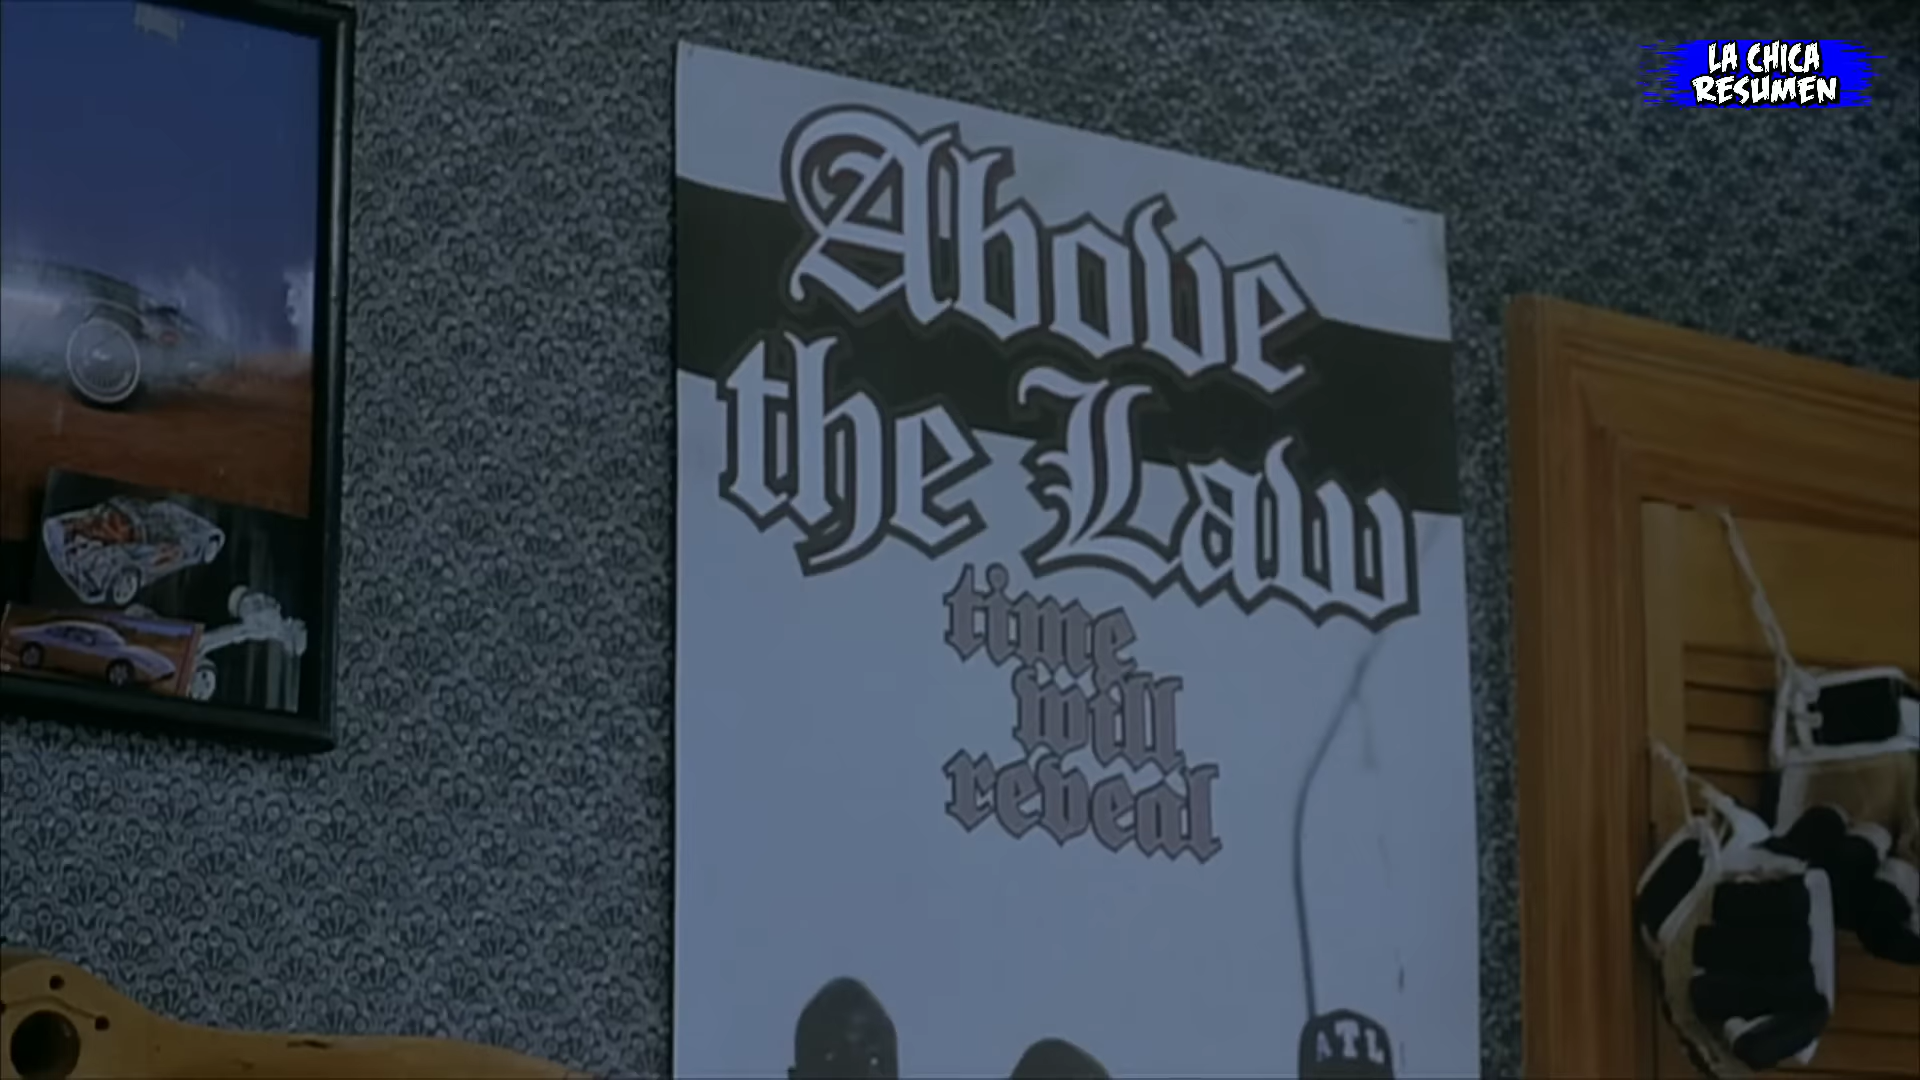 LA CHICA
RESUMEN
Above
the Law
time
will
reveal
ATL